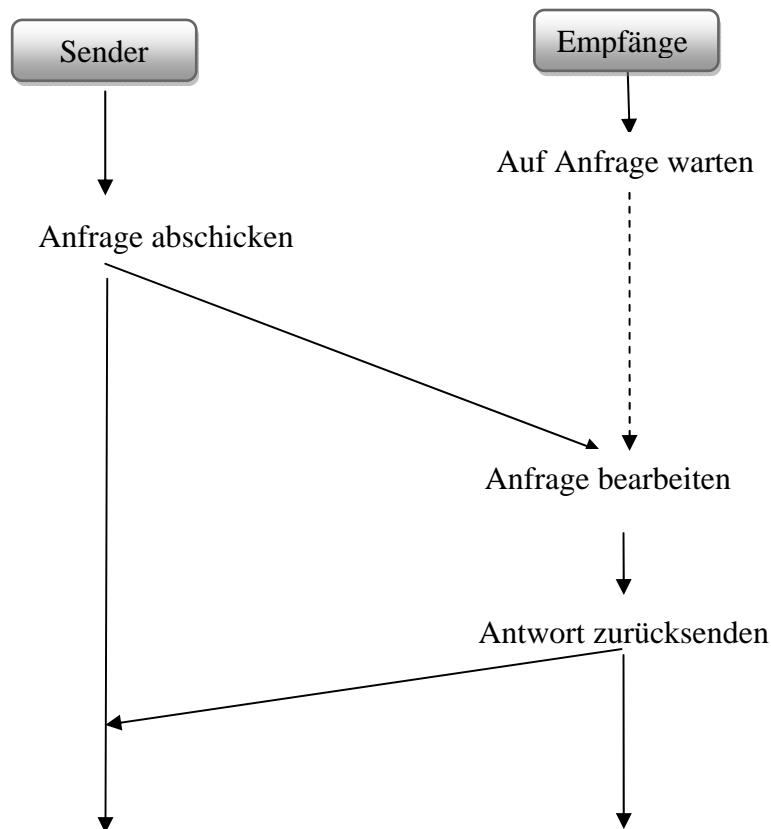 Sender
Empfänge
Auf Anfrage warten
Anfrage abschicken
Anfrage bearbeiten
Antwort zurücksenden